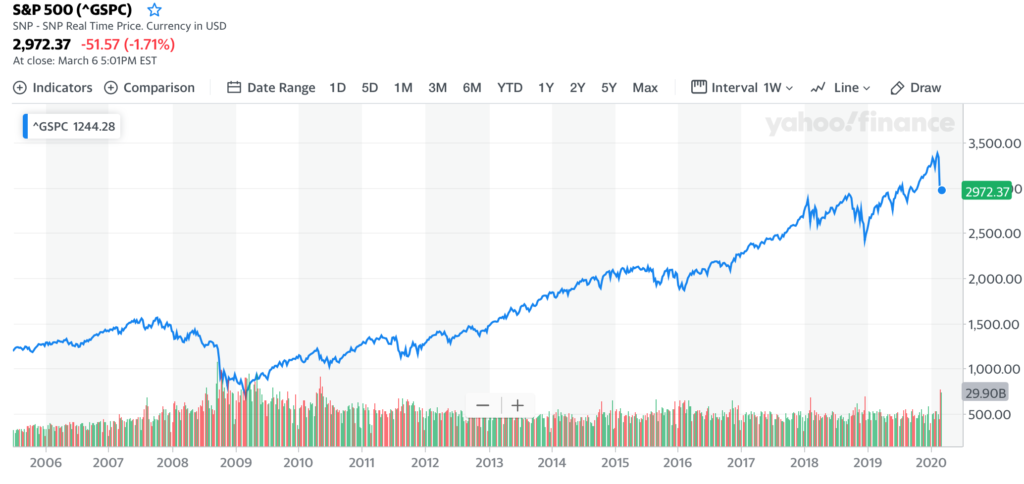 S&P 500 (^GSPC)
SNP - SNP Real Time Price. Currency in USD
2,972.37 -51.57 (-1.71%)
At close: March 6 5:01PM EST
Indicators Comparison Date Range 1D 5D 1M 3M 6M YTD 1Y 2Y 5Y Max Interval 1W Line Draw
^GSPC 1244.28
yahoo!finance
3,500.00
2972.37
2,500.00
2,000.00
1,500.00
1,000.00
29.90B
500.00
2006 2007 2008 2009 2010 2011 2012 2013 2014 2015 2016 2017 2018 2019 2020